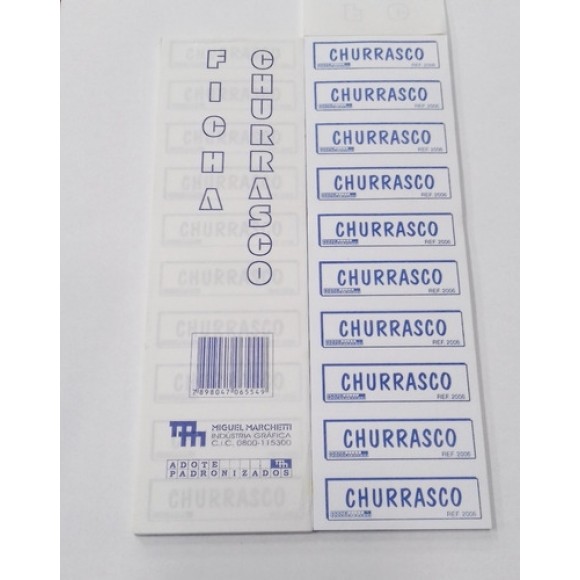 FICHA
CHURRASCO
7898047065549
MIGUEL MARCHETTI
INDUSTRIA GRÁFICA
C.I.C. 0800-115300
ADOTE
PADRONIZADOS
CHURRASCO
REF. 2006
CHURRASCO
REF. 2006
CHURRASCO
REF. 2006
CHURRASCO
REF. 2006
CHURRASCO
REF. 2006
CHURRASCO
REF. 2006
CHURRASCO
REF. 2006
CHURRASCO
REF. 2006
CHURRASCO
REF. 2006
CHURRASCO
REF. 2006